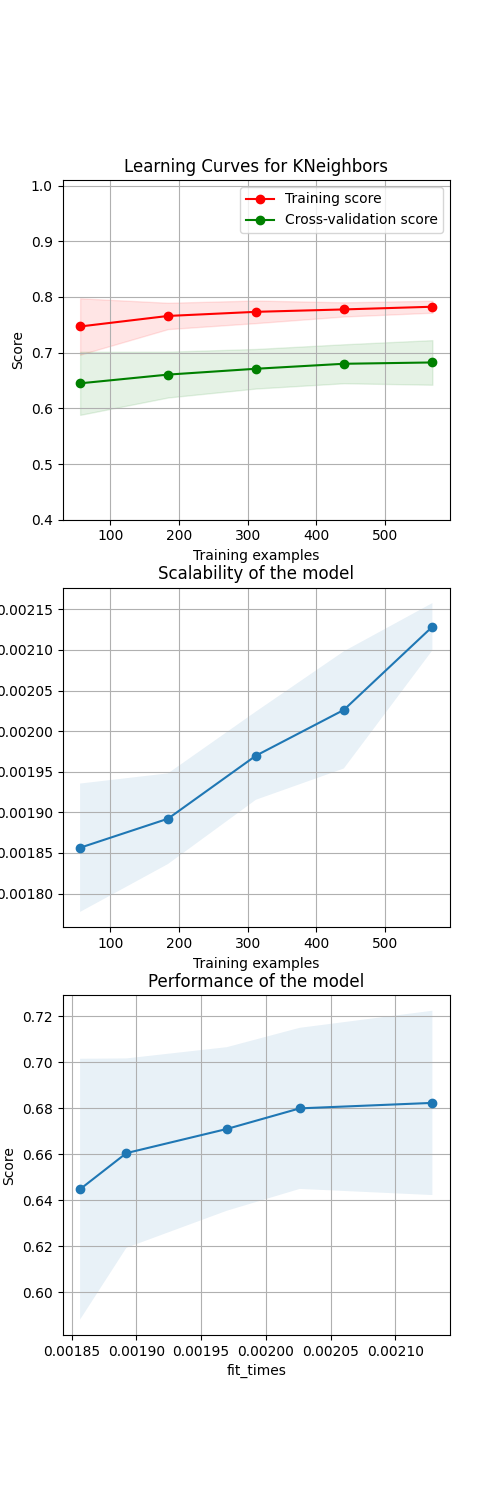 Learning Curves for KNeighbors
1.0
0.9
0.8
0.7
0.6
0.5
0.4
Score
Training score
Cross-validation score
100 200 300 400 500
Training examples
Scalability of the model
0.00215
0.00210
0.00205
0.00200
0.00195
0.00190
0.00185
0.00180
100 200 300 400 500
Training examples
Performance of the model
0.72
0.70
0.68
0.66
0.64
0.62
0.60
Score
0.00185 0.00190 0.00195 0.00200 0.00205 0.00210
fit_times